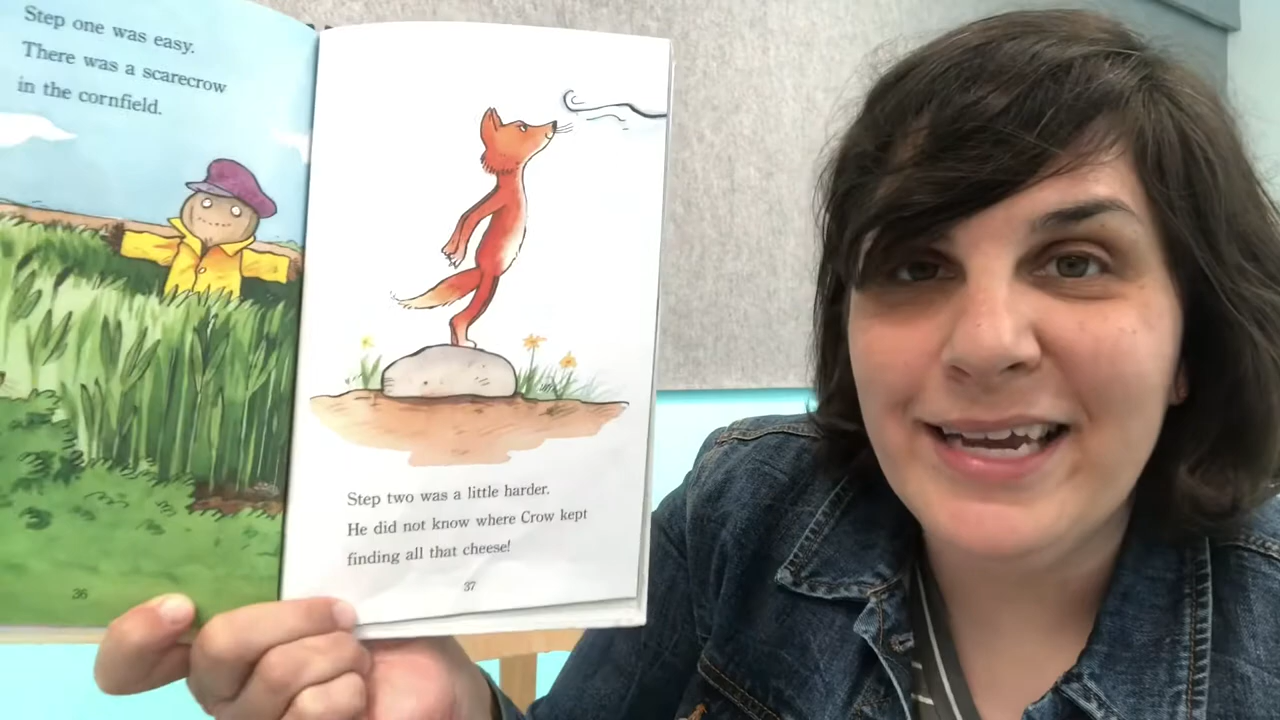 Step one was easy.
There was a scarecrow
in the cornfield.
36
Step two was a little harder.
He did not know where Crow kept
finding all that cheese!
37